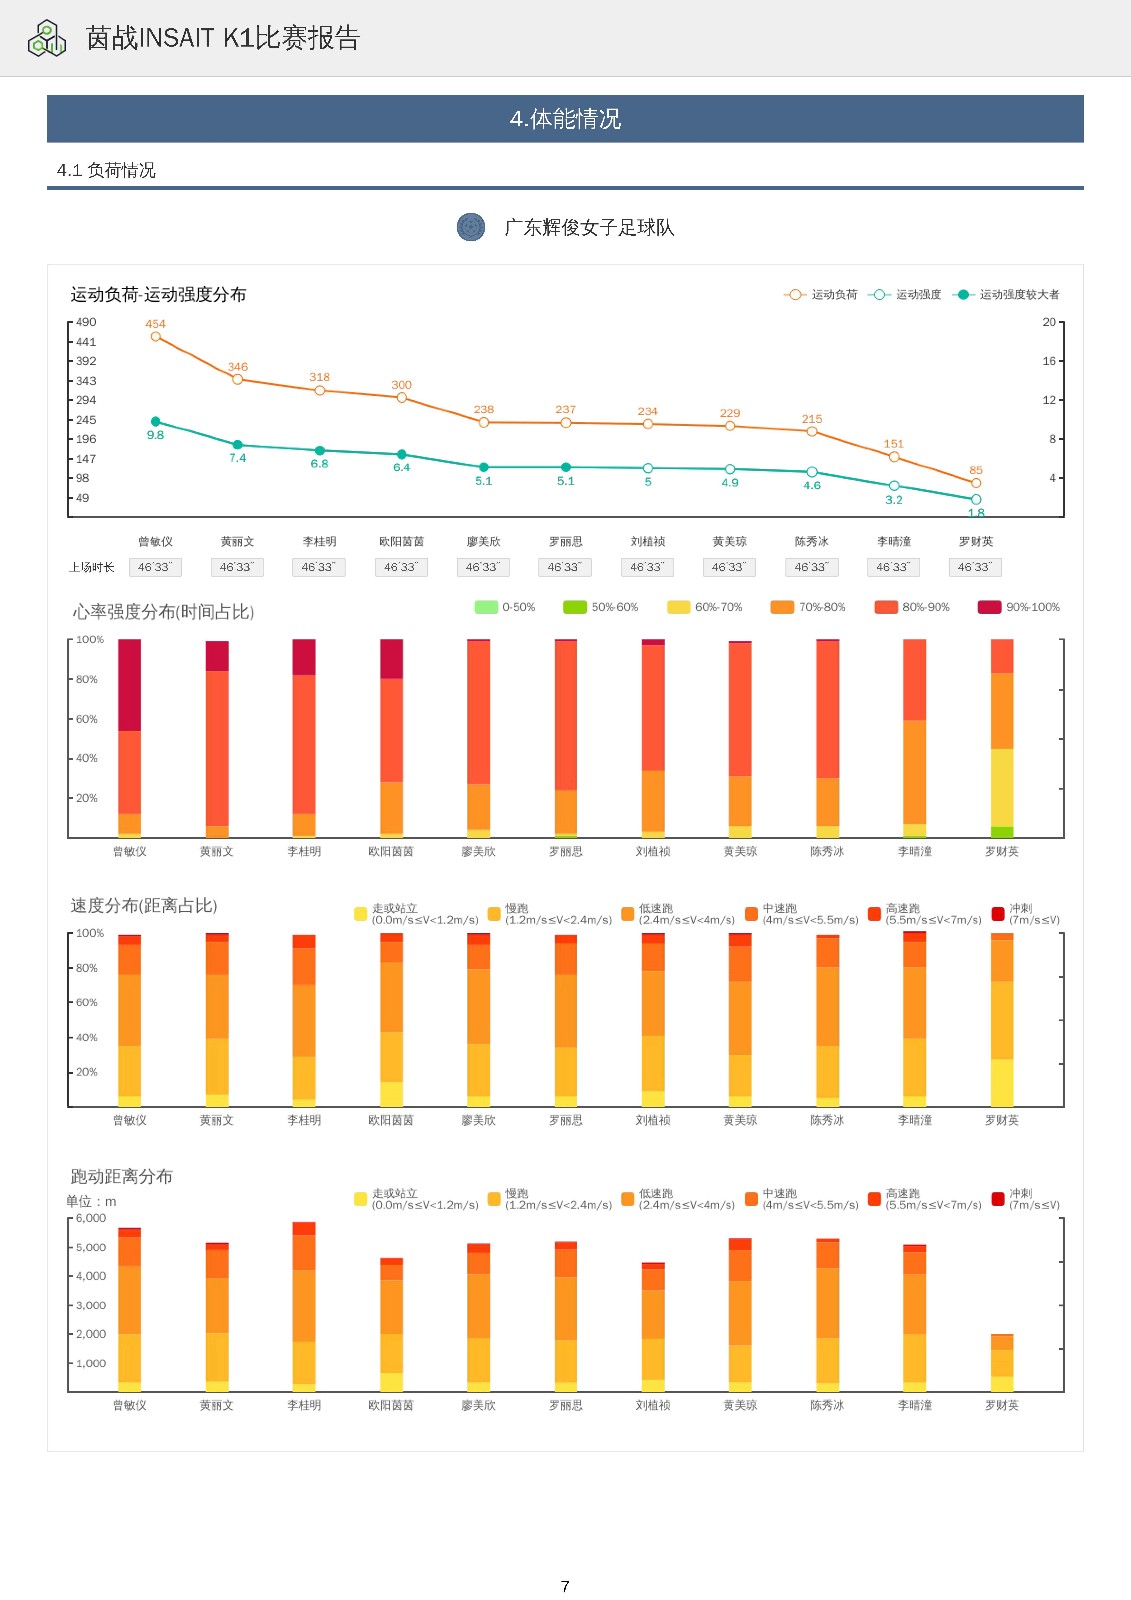 茵战INSAIT K1比赛报告
4.体能情况
4.1 负荷情况
广东辉俊女子足球队
运动负荷-运动强度分布
运动负荷 运动强度 运动强度较大者
490 441 392 343 294 245 196 147 98 49
20 16 12 8 4
454 346 318 300 238 237 234 229 215 151 85
9.8 7.4 6.8 6.4 5.1 5.1 5 4.9 4.6 3.2 1.8
曾敏仪 黄丽文 李桂明 欧阳茵茵 廖美欣 罗丽思 刘植祯 黄美琼 陈秀冰 李晴潼 罗财英
上场时长 46'33" 46'33" 46'33" 46'33" 46'33" 46'33" 46'33" 46'33" 46'33" 46'33" 46'33"
心率强度分布(时间占比)
0-50% 50%-60% 60%-70% 70%-80% 80%-90% 90%-100%
100%
80%
60%
40%
20%
曾敏仪 黄丽文 李桂明 欧阳茵茵 廖美欣 罗丽思 刘植祯 黄美琼 陈秀冰 李晴潼 罗财英
速度分布(距离占比)
走或站立 慢跑 低速跑 中速跑 高速跑 冲刺
(0.0m/s≤V<1.2m/s) (1.2m/s≤V<2.4m/s) (2.4m/s≤V<4m/s) (4m/s≤V<5.5m/s) (5.5m/s≤V<7m/s) (7m/s≤V)
100%
80%
60%
40%
20%
曾敏仪 黄丽文 李桂明 欧阳茵茵 廖美欣 罗丽思 刘植祯 黄美琼 陈秀冰 李晴潼 罗财英
跑动距离分布
单位：m
走或站立 慢跑 低速跑 中速跑 高速跑 冲刺
(0.0m/s≤V<1.2m/s) (1.2m/s≤V<2.4m/s) (2.4m/s≤V<4m/s) (4m/s≤V<5.5m/s) (5.5m/s≤V<7m/s) (7m/s≤V)
6,000
5,000
4,000
3,000
2,000
1,000
曾敏仪 黄丽文 李桂明 欧阳茵茵 廖美欣 罗丽思 刘植祯 黄美琼 陈秀冰 李晴潼 罗财英
7